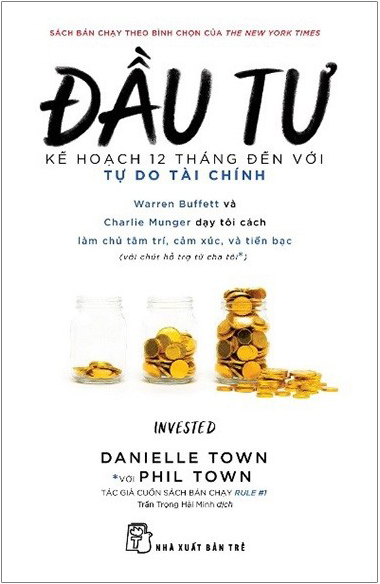 SÁCH BÁN CHẠY THEO BÌNH CHỌN CỦA THE NEW YORK TIMES
ĐẦU TƯ
KẾ HOẠCH 12 THÁNG ĐẾN VỚI
TỰ DO TÀI CHÍNH
Warren Buffett và
Charlie Munger dạy tôi cách
làm chủ tâm trí, cảm xúc, và tiền bạc
(với chút hỗ trợ từ cha tôi*)
INVESTED
DANIELLE TOWN
*VỚI PHIL TOWN
TÁC GIẢ CUỐN SÁCH BÁN CHẠY RULE #1
Trần Trọng Hải Minh dịch
NHÀ XUẤT BẢN TRẺ